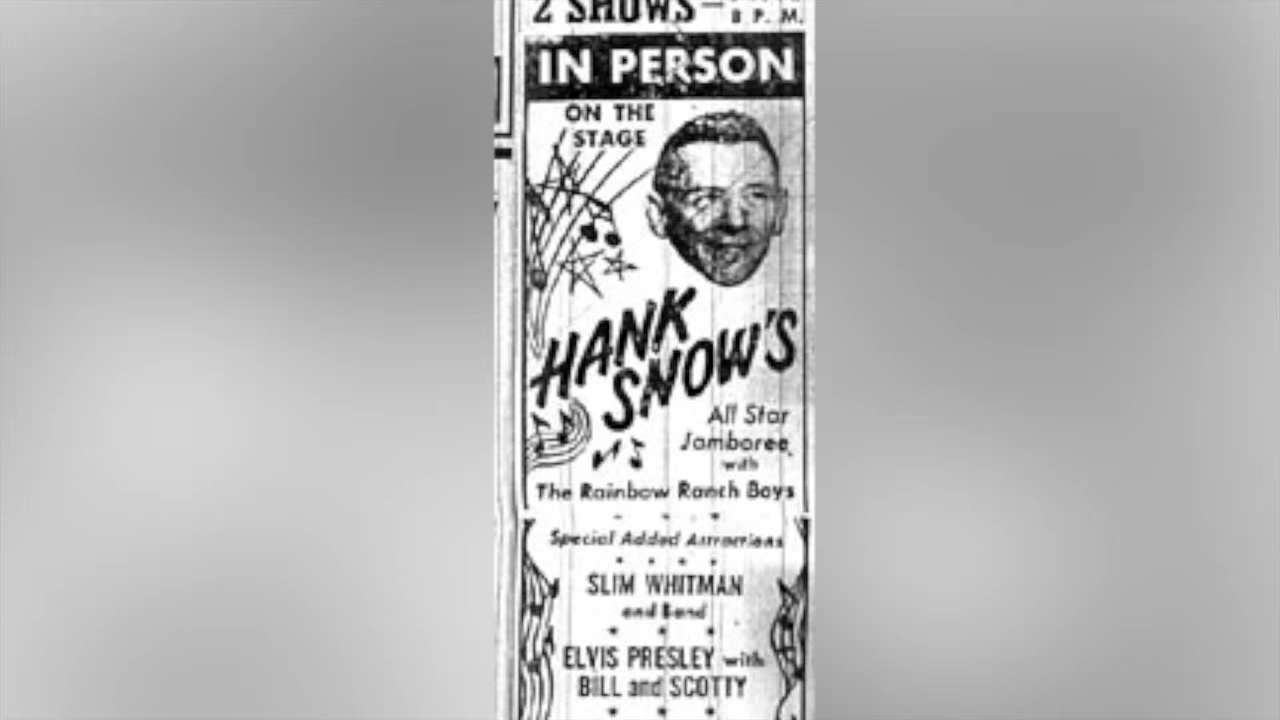 2 SHOWS—
8 P. M.
IN PERSON
ON THE
STAGE
HANK
SNOW'S
All Star
Jamboree
with
The Rainbow Ranch Boys
Special Added Attractions
SLIM WHITMAN
and Band
ELVIS PRESLEY with
BILL and SCOTTY